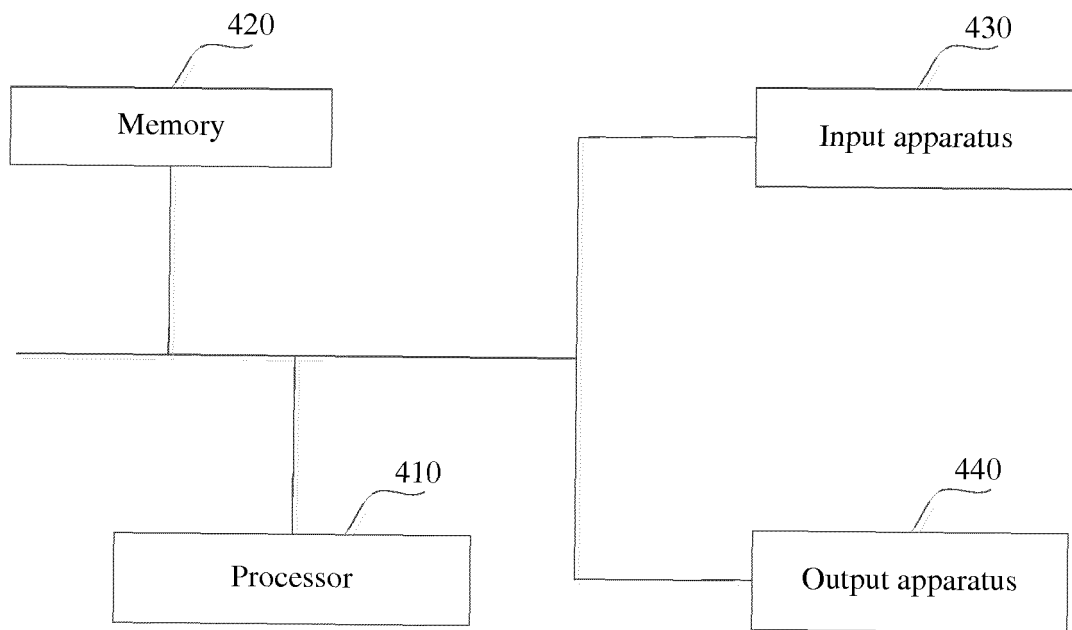 420
Memory
430
Input apparatus
410
Processor
440
Output apparatus